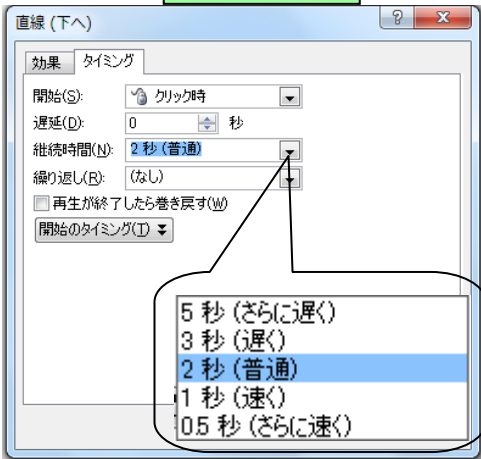 直線 (下へ)
効果 タイミング
開始(S): クリック時
遅延(D): 0 秒
継続時間(N): 2 秒 (普通)
繰り返し(R): (なし)
再生が終了したら巻き戻す(W)
開始のタイミング(T)
5 秒 (さらに遅く)
3 秒 (遅く)
2 秒 (普通)
1 秒 (速く)
0.5 秒 (さらに速く)